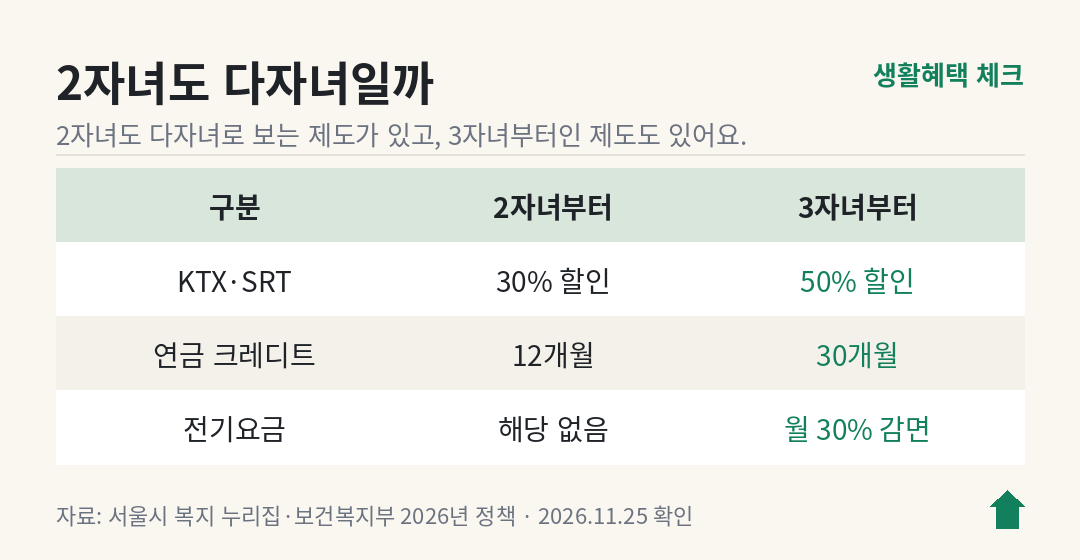 2자녀도 다자녀일까
생활혜택 체크
2자녀도 다자녀로 보는 제도가 있고, 3자녀부터인 제도도 있어요.
구분 2자녀부터 3자녀부터
KTX·SRT 30% 할인 50% 할인
연금 크레디트 12개월 30개월
전기요금 해당 없음 월 30% 감면
자료: 서울시 복지 누리집·보건복지부 2026년 정책 · 2026.11.25 확인